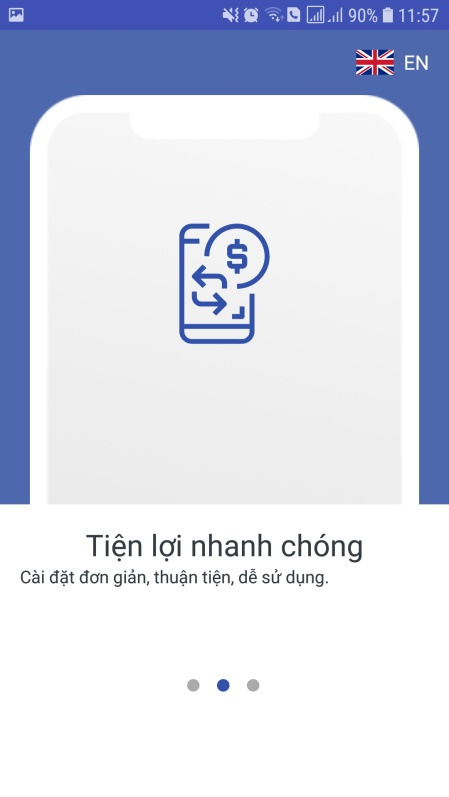 90% 11:57
EN
$
Tiện lợi nhanh chóng
Cài đặt đơn giản, thuận tiện, dễ sử dụng.